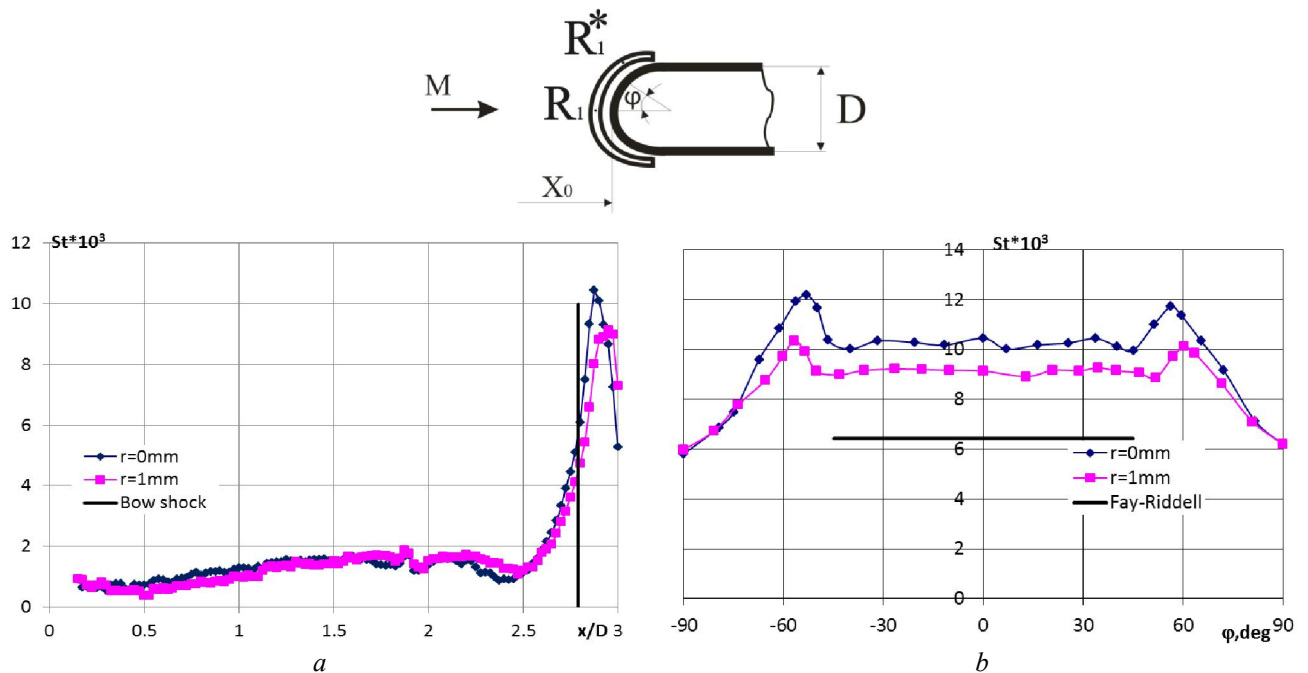 R₁*
M
R₁
φ
D
X₀
St*10³
12
10
8
6
4
2
0
r=0mm
r=1mm
Bow shock
0 0.5 1 1.5 2 2.5 x/D 3
a
St*10³
14
12
10
8
6
4
2
0
r=0mm
r=1mm
Fay-Riddell
-90 -60 -30 0 30 60 φ,deg 90
b